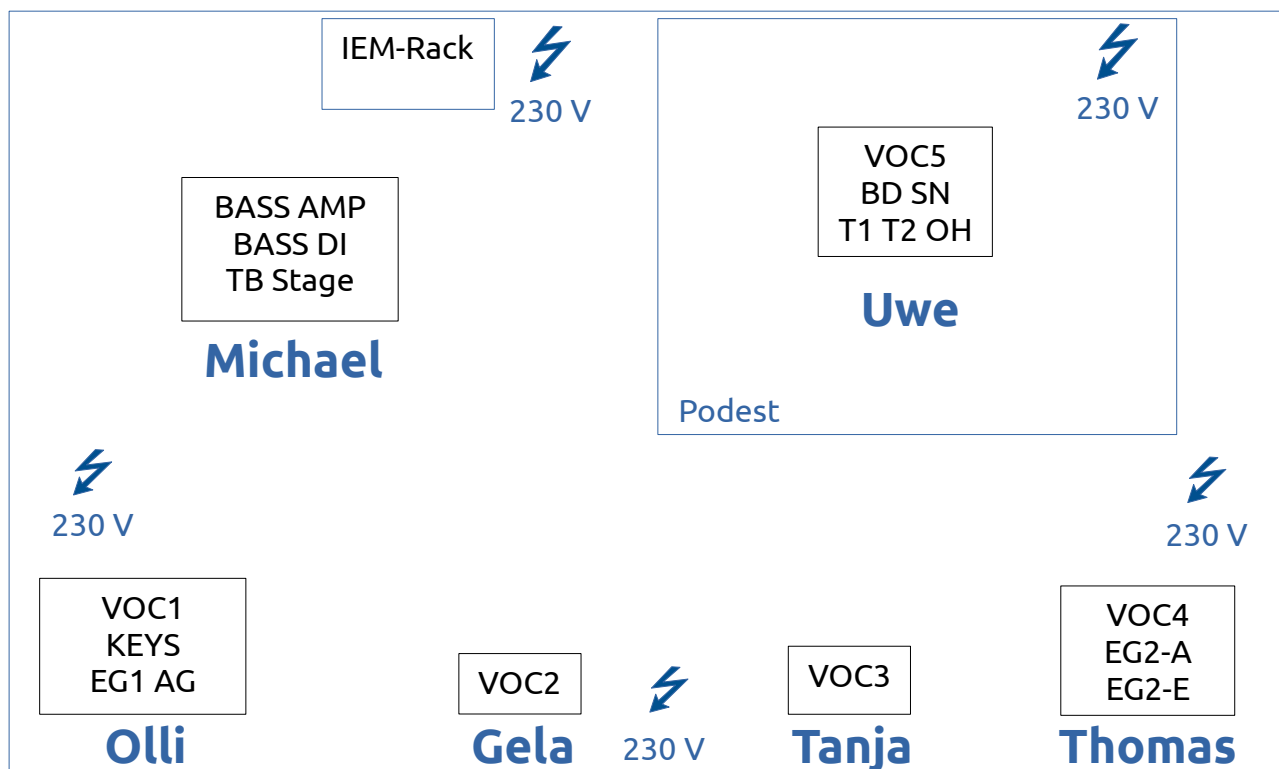 IEM-Rack
230 V
230 V
VOC5
BD SN
T1 T2 OH
Uwe
Podest
BASS AMP
BASS DI
TB Stage
Michael
230 V
230 V
VOC1
KEYS
EG1 AG
Olli
VOC2
Gela
230 V
VOC3
Tanja
VOC4
EG2-A
EG2-E
Thomas